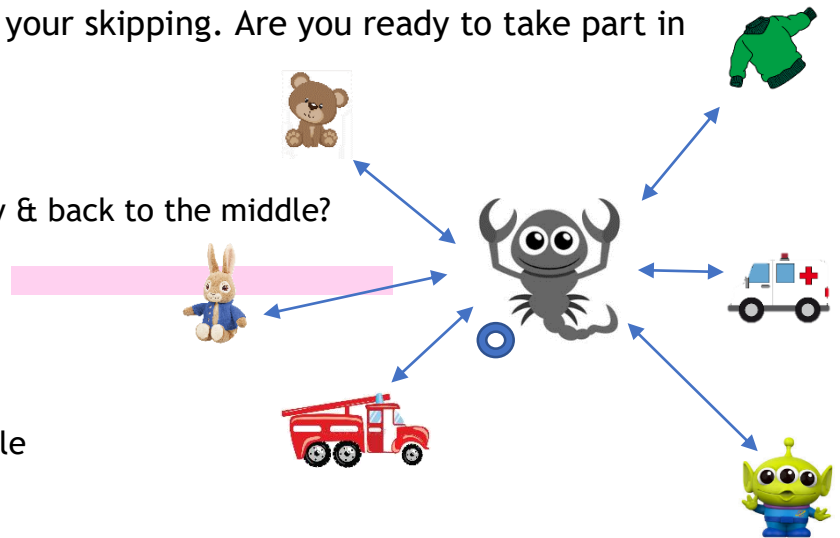 your skipping. Are you ready to take part in
& back to the middle?
le